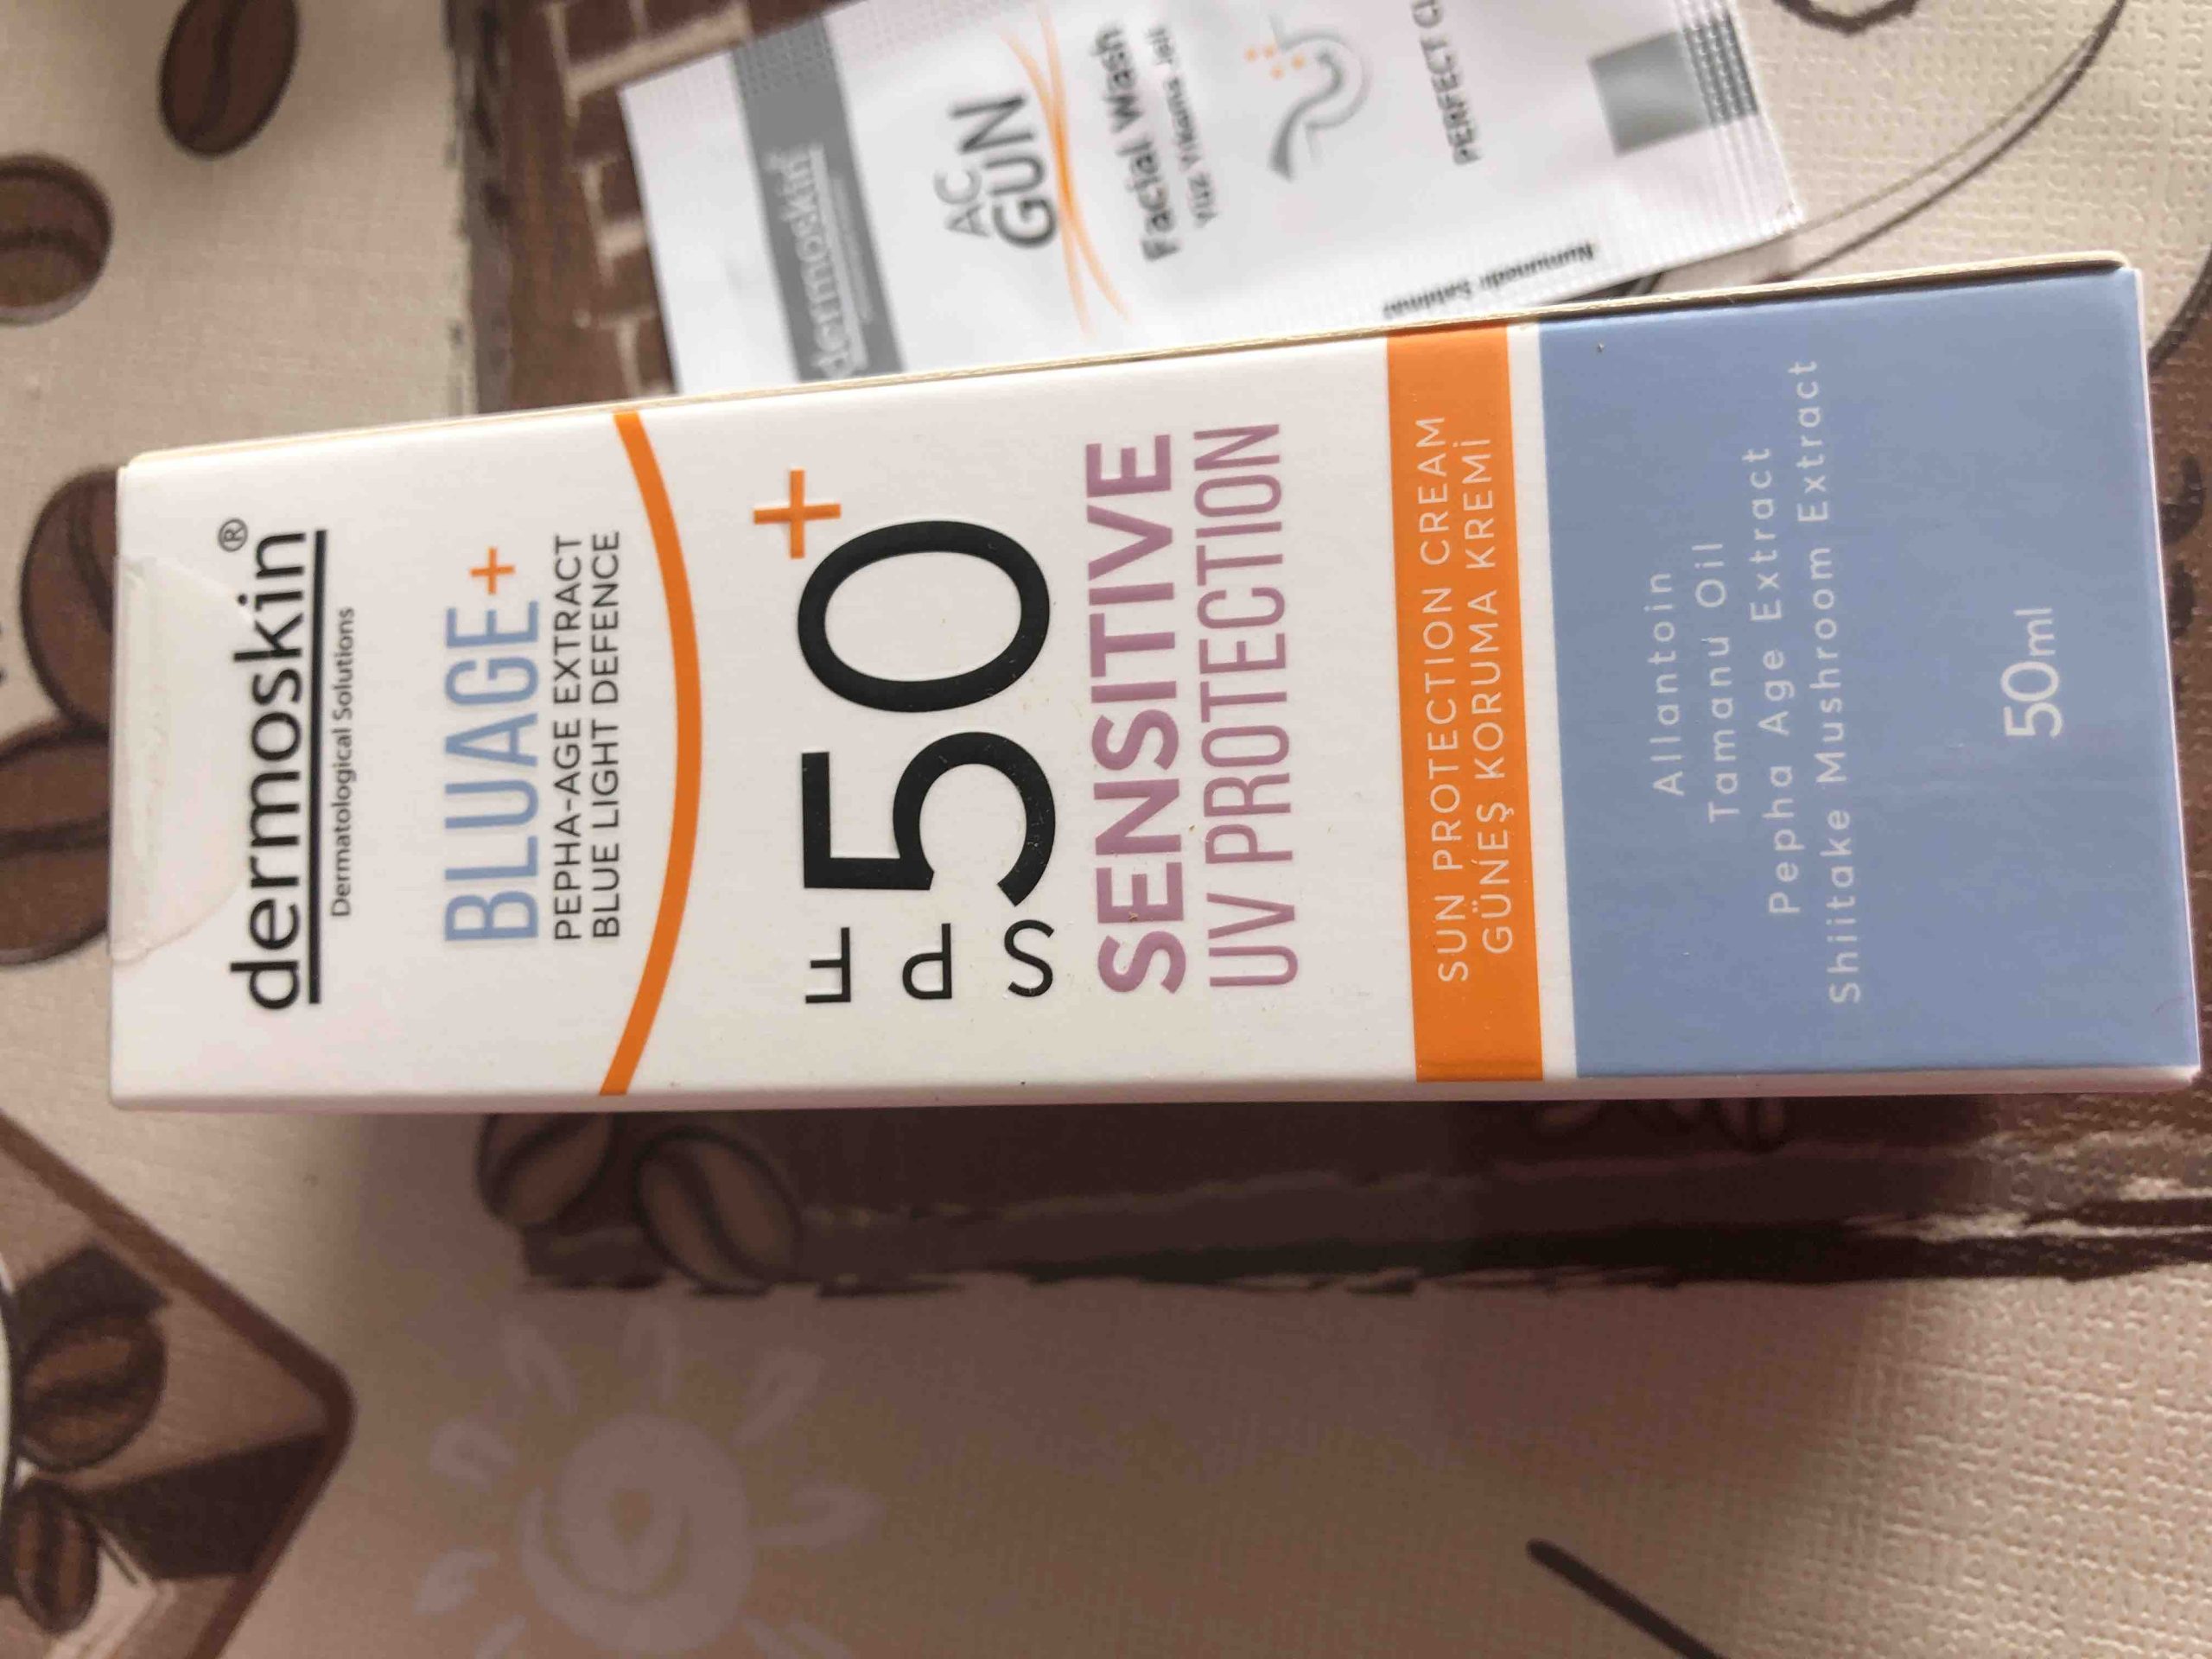 dermoskin®
Dermatological Solutions
BLUAGE+
PEPHA-AGE EXTRACT
BLUE LIGHT DEFENCE
SPF 50+
SENSITIVE
UV PROTECTION
SUN PROTECTION CREAM
GÜNEŞ KORUMA KREMİ
Allantoin
Tamanu Oil
Pepha Age Extract
Shiitake Mushroom Extract
50ml
dermoskin
AC
GUN
Facial Wash
Yüz Yıkama Jeli
PERFECT